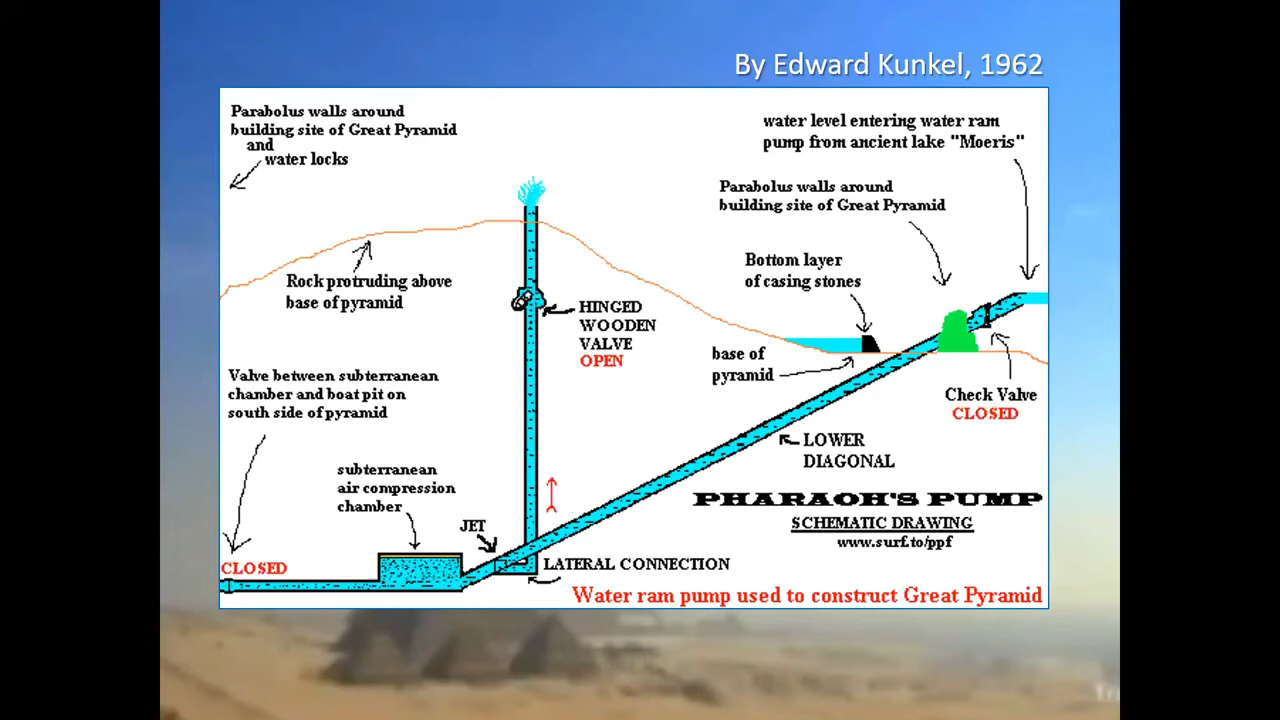 By Edward Kunkel, 1962
Parabolus walls around
building site of Great Pyramid
and
water locks
water level entering water ram
pump from ancient lake "Moeris"
Parabolus walls around
building site of Great Pyramid
Rock protruding above
base of pyramid
Bottom layer
of casing stones
HINGED
WOODEN
VALVE
OPEN
base of
pyramid
Valve between subterranean
chamber and boat pit on
south side of pyramid
Check Valve
CLOSED
LOWER
DIAGONAL
subterranean
air compression
chamber
PHARAOH'S PUMP
SCHEMATIC DRAWING
www.surf.to/ppf
JET
CLOSED
LATERAL CONNECTION
Water ram pump used to construct Great Pyramid